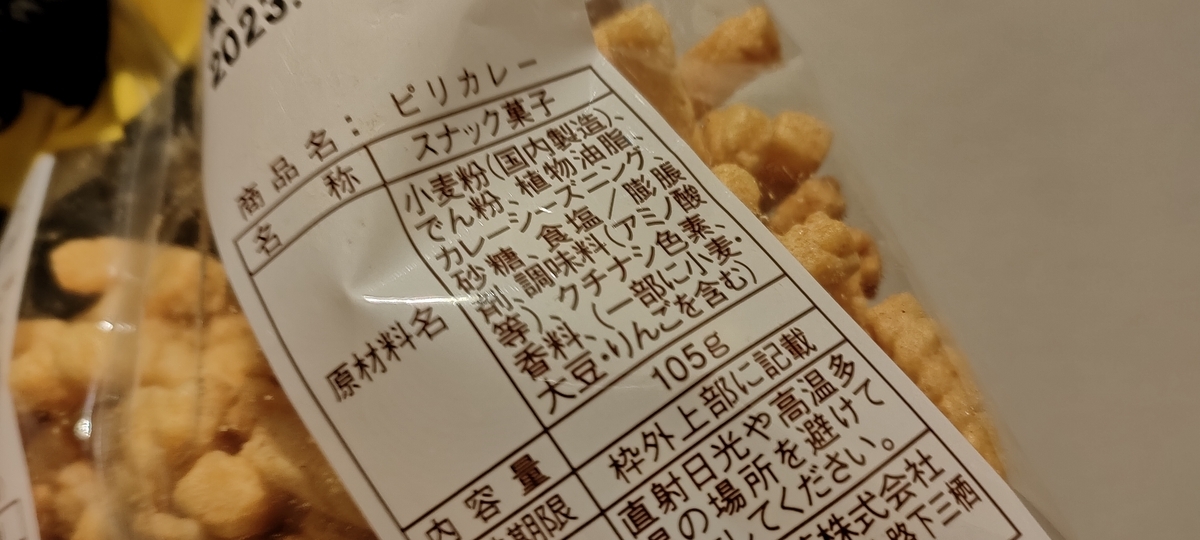 2023.
商品名： ピリカレー
名称 スナック菓子
原材料名
小麦粉(国内製造)、
でん粉、植物油脂、
カレーシーズニング、
砂糖、食塩／膨脹
剤、調味料(アミノ酸
等)、クチナシ色素、
香料、(一部に小麦・
大豆・りんごを含む)
内容量 105g
期限 枠外上部に記載
直射日光や高温多
の場所を避けて
してください。
株式会社
路下三栖